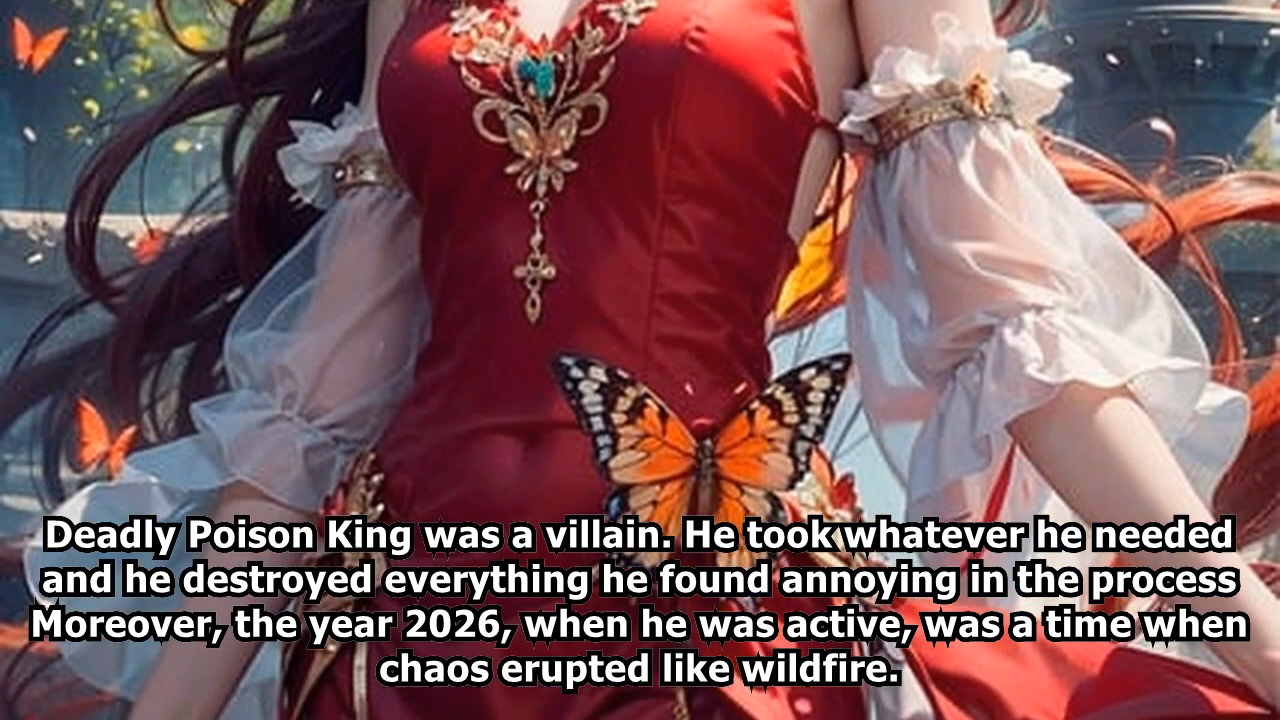 Deadly Poison King was a villain. He took whatever he needed
and he destroyed everything he found annoying in the process
Moreover, the year 2026, when he was active, was a time when
chaos erupted like wildfire.